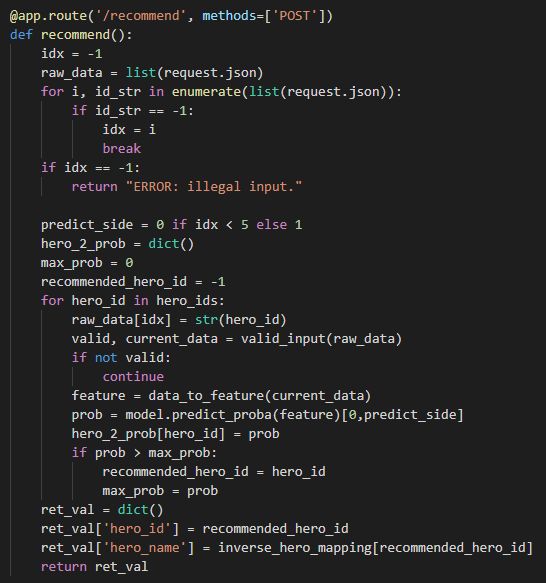 @app.route('/recommend', methods=['POST'])
def recommend():
    idx = -1
    raw_data = list(request.json)
    for i, id_str in enumerate(list(request.json)):
        if id_str == -1:
            idx = i
            break
    if idx == -1:
        return "ERROR: illegal input."

    predict_side = 0 if idx < 5 else 1
    hero_2_prob = dict()
    max_prob = 0
    recommended_hero_id = -1
    for hero_id in hero_ids:
        raw_data[idx] = str(hero_id)
        valid, current_data = valid_input(raw_data)
        if not valid:
            continue
        feature = data_to_feature(current_data)
        prob = model.predict_proba(feature)[0,predict_side]
        hero_2_prob[hero_id] = prob
        if prob > max_prob:
            recommended_hero_id = hero_id
            max_prob = prob
    ret_val = dict()
    ret_val['hero_id'] = recommended_hero_id
    ret_val['hero_name'] = inverse_hero_mapping[recommended_hero_id]
    return ret_val